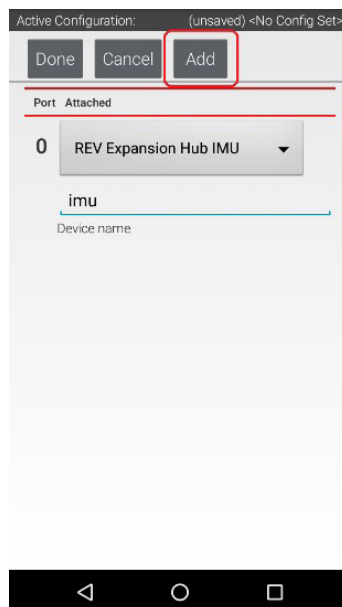 Active Configuration: (unsaved) <No Config Set>
Done Cancel Add
Port Attached
0 REV Expansion Hub IMU
imu
Device name